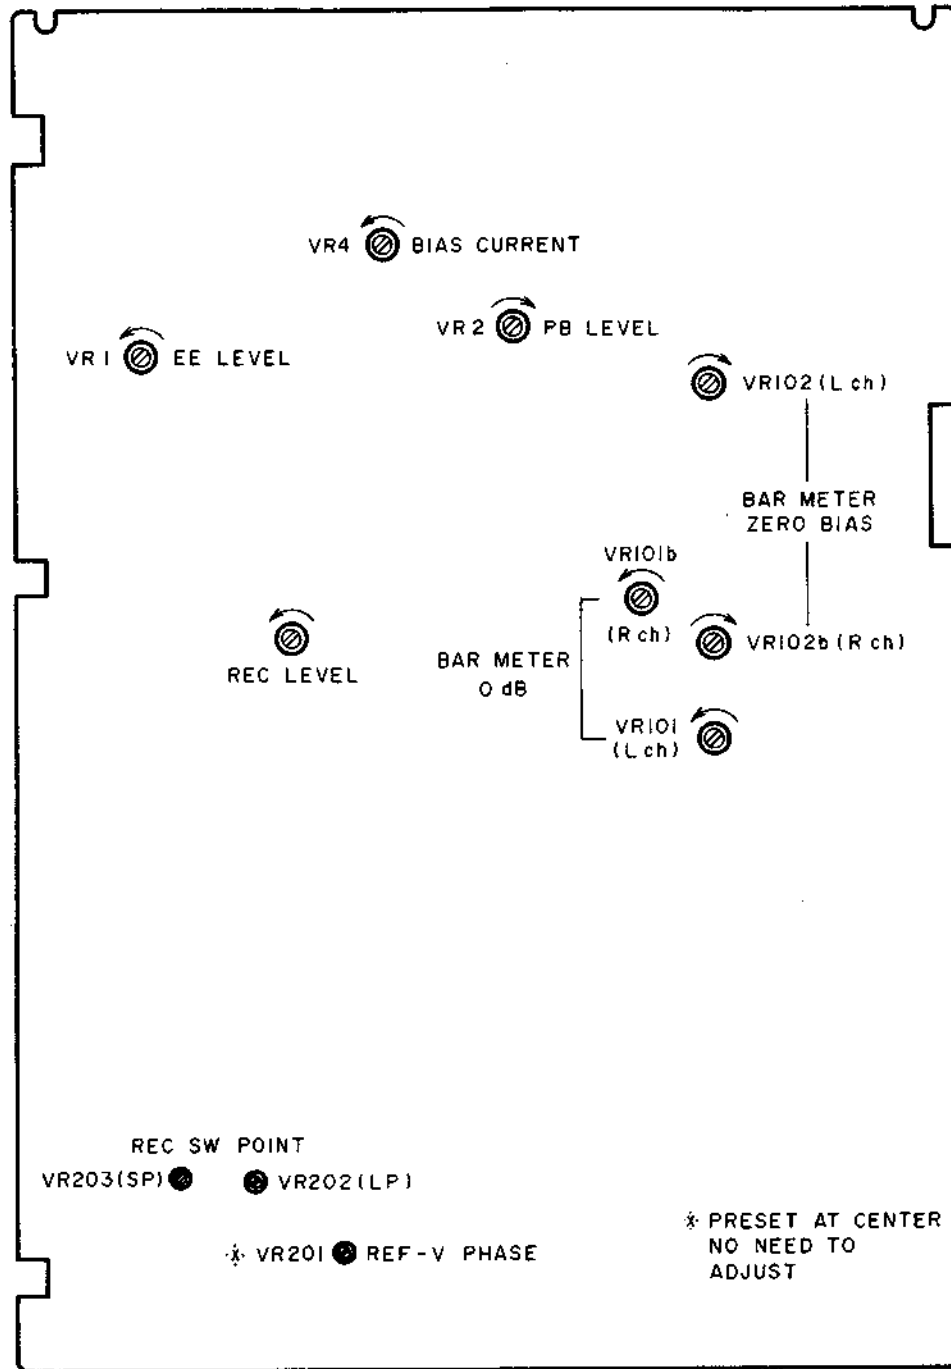 VR4 BIAS CURRENT
VR2 PB LEVEL
VR1 EE LEVEL
VR102 (L ch)
BAR METER
ZERO BIAS
VR101b
(R ch)
VR102b (R ch)
REC LEVEL
BAR METER
0 dB
VR101
(L ch)
REC SW POINT
VR203 (SP) VR202 (LP)
※ VR201 REF-V PHASE
※ PRESET AT CENTER
NO NEED TO
ADJUST